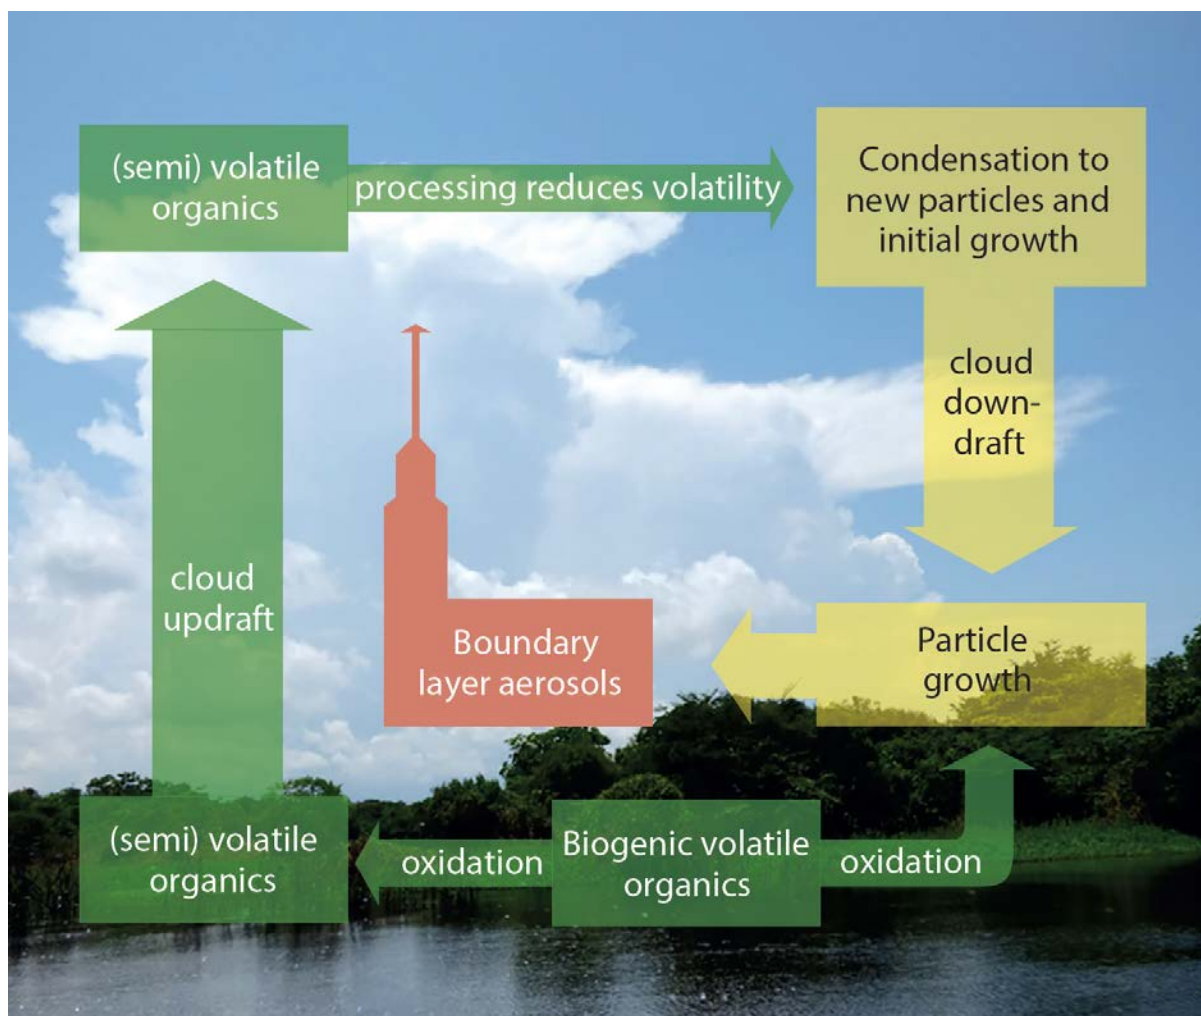 (semi) volatile
organics
processing reduces volatility
Condensation to
new particles and
initial growth
cloud
down-
draft
cloud
updraft
Boundary
layer aerosols
Particle
growth
(semi) volatile
organics
oxidation
Biogenic volatile
organics
oxidation